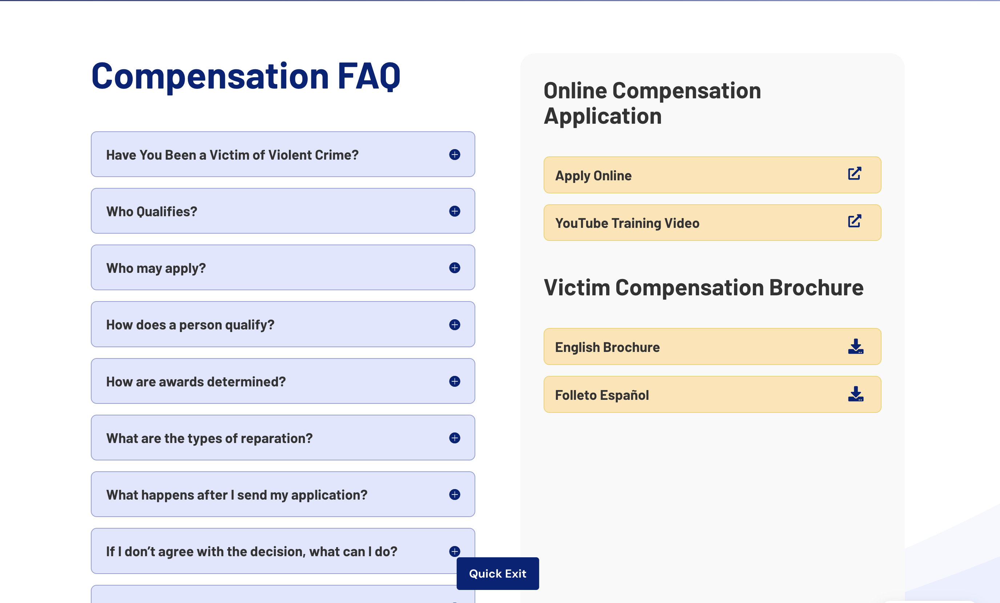 Compensation FAQ
Have You Been a Victim of Violent Crime?
Who Qualifies?
Who may apply?
How does a person qualify?
How are awards determined?
What are the types of reparation?
What happens after I send my application?
If I don’t agree with the decision, what can I do?
Quick Exit
Online Compensation
Application
Apply Online
YouTube Training Video
Victim Compensation Brochure
English Brochure
Folleto Español